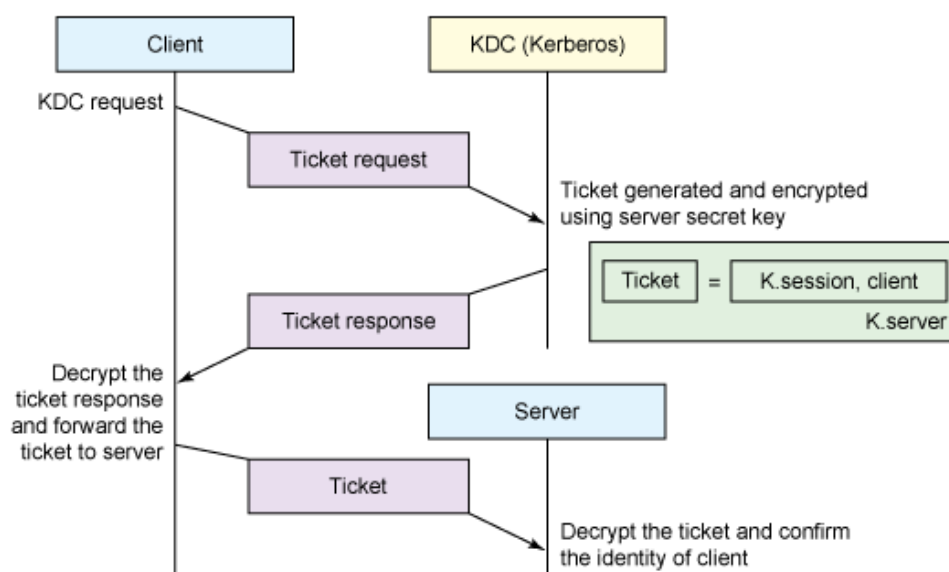 Client
KDC (Kerberos)
KDC request
Ticket request
Ticket generated and encrypted
using server secret key
Ticket = K.session, client
K.server
Ticket response
Decrypt the
ticket response
and forward the
ticket to server
Server
Ticket
Decrypt the ticket and confirm
the identity of client